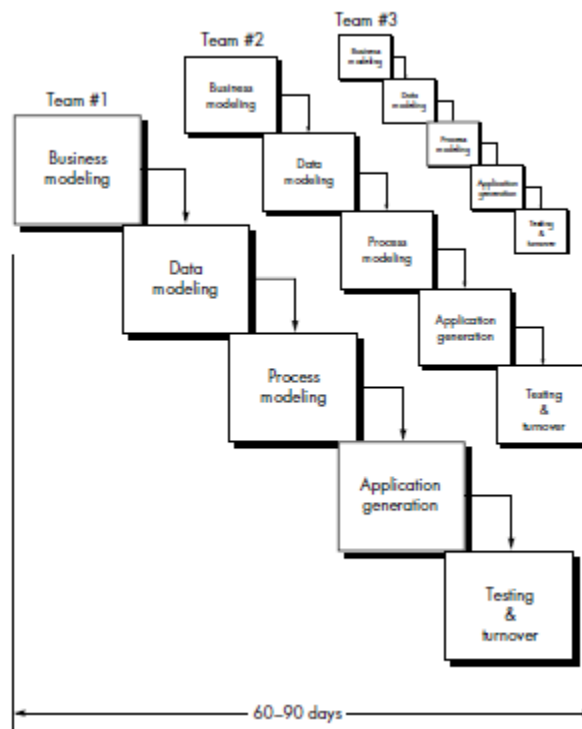 Team #1
Business
modeling
Data
modeling
Process
modeling
Application
generation
Testing
&
turnover
Team #2
Business
modeling
Data
modeling
Process
modeling
Application
generation
Testing
&
turnover
Team #3
Business
modeling
Data
modeling
Process
modeling
Application
generation
Testing
&
turnover
60–90 days